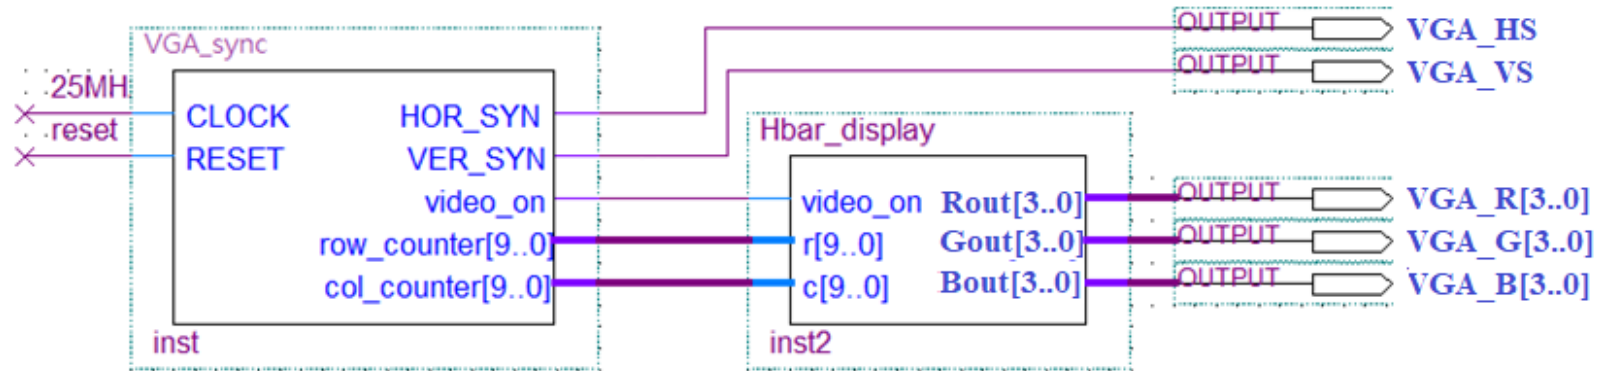 VGA_sync
25MH
reset
CLOCK
RESET
HOR_SYN
VER_SYN
video_on
row_counter[9..0]
col_counter[9..0]
inst
Hbar_display
video_on
r[9..0]
c[9..0]
Rout[3..0]
Gout[3..0]
Bout[3..0]
inst2
OUTPUT VGA_HS
OUTPUT VGA_VS
OUTPUT VGA_R[3..0]
OUTPUT VGA_G[3..0]
OUTPUT VGA_B[3..0]